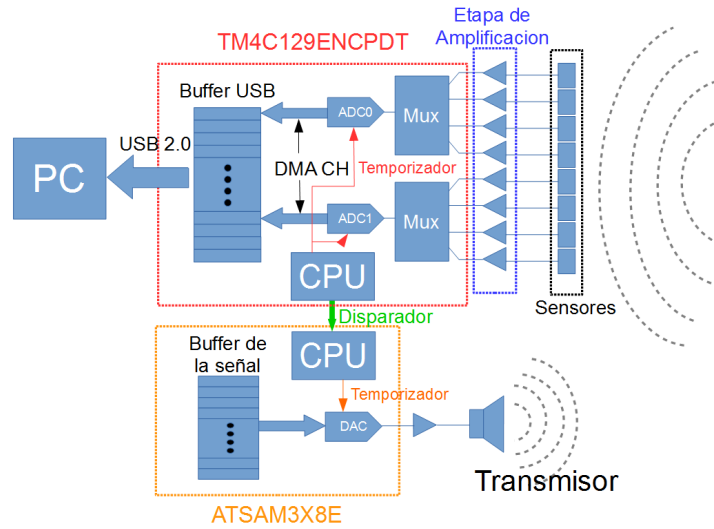 Etapa de
Amplificacion
TM4C129ENCPDT
Buffer USB
ADC0
Mux
USB 2.0
PC
DMA CH
Temporizador
ADC1
Mux
CPU
Sensores
Disparador
Buffer de
la señal
CPU
Temporizador
DAC
Transmisor
ATSAM3X8E